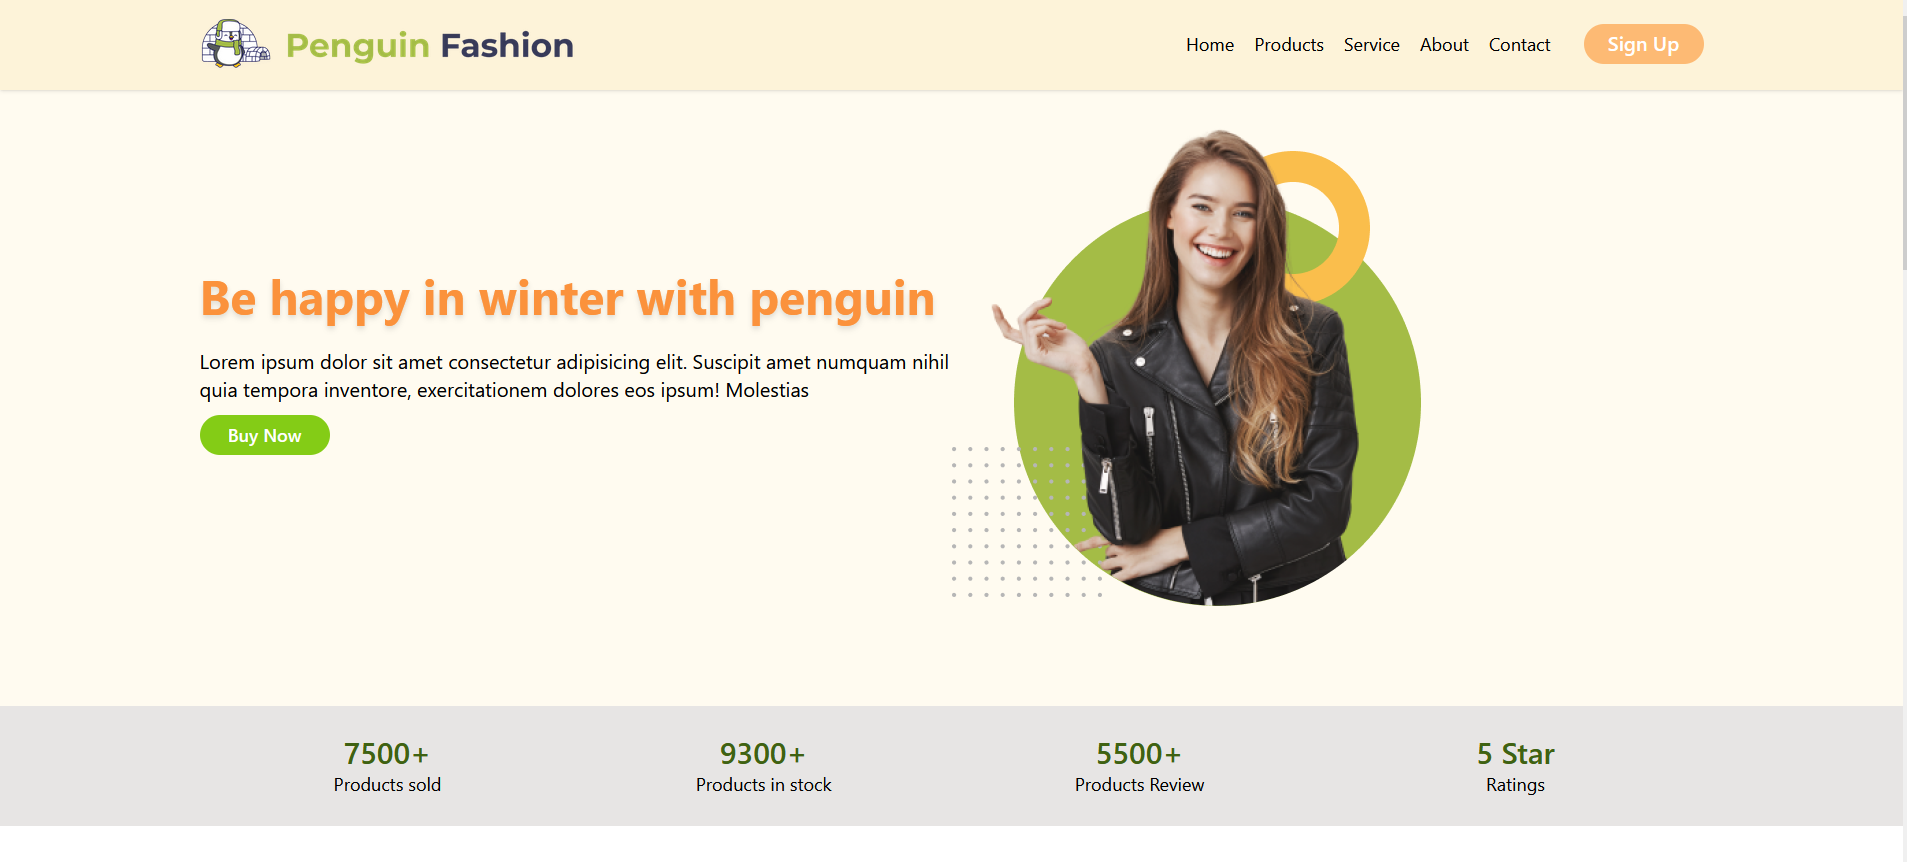 Penguin Fashion
Home Products Service About Contact Sign Up
Be happy in winter with penguin
Lorem ipsum dolor sit amet consectetur adipisicing elit. Suscipit amet numquam nihil
quia tempora inventore, exercitationem dolores eos ipsum! Molestias
Buy Now
7500+
Products sold
9300+
Products in stock
5500+
Products Review
5 Star
Ratings